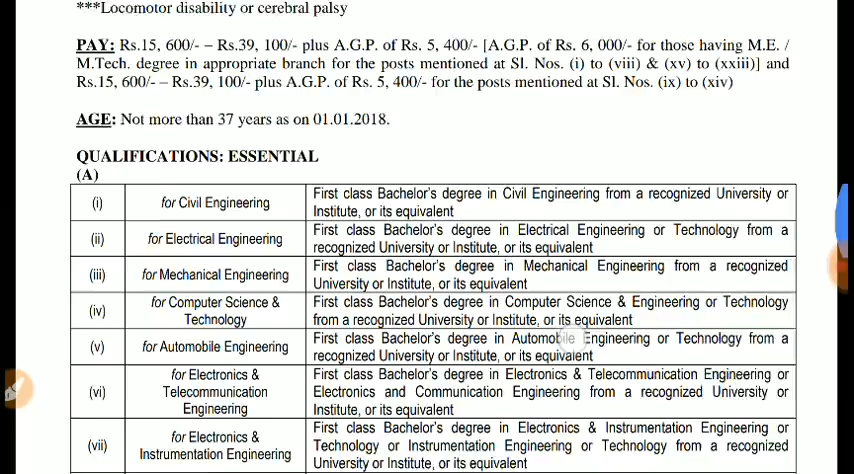 ***Locomotor disability or cerebral palsy
PAY: Rs.15, 600/- – Rs.39, 100/- plus A.G.P. of Rs. 5, 400/- [A.G.P. of Rs. 6, 000/- for those having M.E. /
M.Tech. degree in appropriate branch for the posts mentioned at Sl. Nos. (i) to (viii) & (xv) to (xxiii)] and
Rs.15, 600/- – Rs.39, 100/- plus A.G.P. of Rs. 5, 400/- for the posts mentioned at Sl. Nos. (ix) to (xiv)
AGE: Not more than 37 years as on 01.01.2018.
QUALIFICATIONS: ESSENTIAL
(A)
(i) for Civil Engineering First class Bachelor's degree in Civil Engineering from a recognized University or
Institute, or its equivalent
(ii) for Electrical Engineering First class Bachelor's degree in Electrical Engineering or Technology from a
recognized University or Institute, or its equivalent
(iii) for Mechanical Engineering First class Bachelor's degree in Mechanical Engineering from a recognized
University or Institute, or its equivalent
(iv) for Computer Science &
Technology
First class Bachelor's degree in Computer Science & Engineering or Technology
from a recognized University or Institute, or its equivalent
(v) for Automobile Engineering First class Bachelor's degree in Automobile Engineering or Technology from a
recognized University or Institute, or its equivalent
(vi) for Electronics &
Telecommunication
Engineering
First class Bachelor's degree in Electronics & Telecommunication Engineering or
Electronics and Communication Engineering from a recognized University or
Institute, or its equivalent
(vii) for Electronics &
Instrumentation Engineering
First class Bachelor's degree in Electronics & Instrumentation Engineering or
Technology or Instrumentation Engineering or Technology from a recognized
University or Institute, or its equivalent